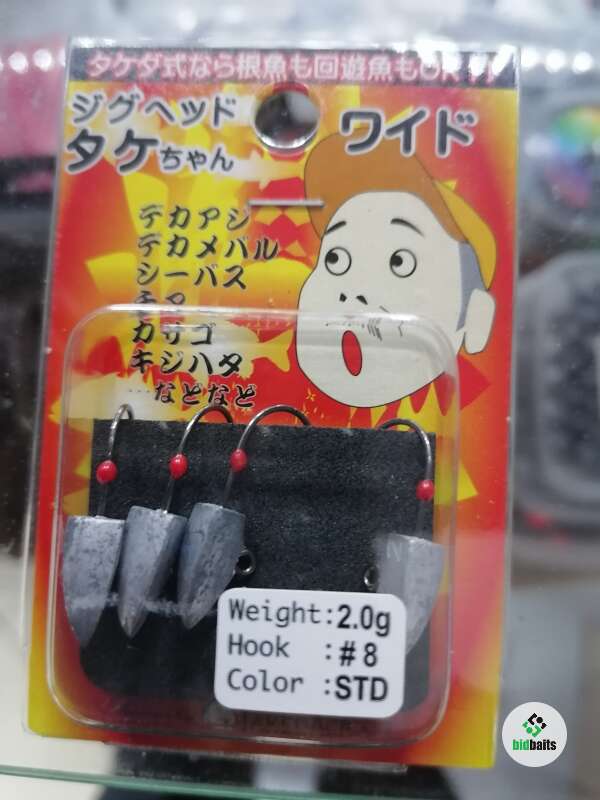 タケダ式なら根魚も回遊魚もOK
ジグヘッド
タケちゃん
ワイド
デカアジ
デカメバル
シーバス
カサゴ
キジハタ
…などなど
Weight:2.0g
Hook :#8
Color :STD
bidbaits